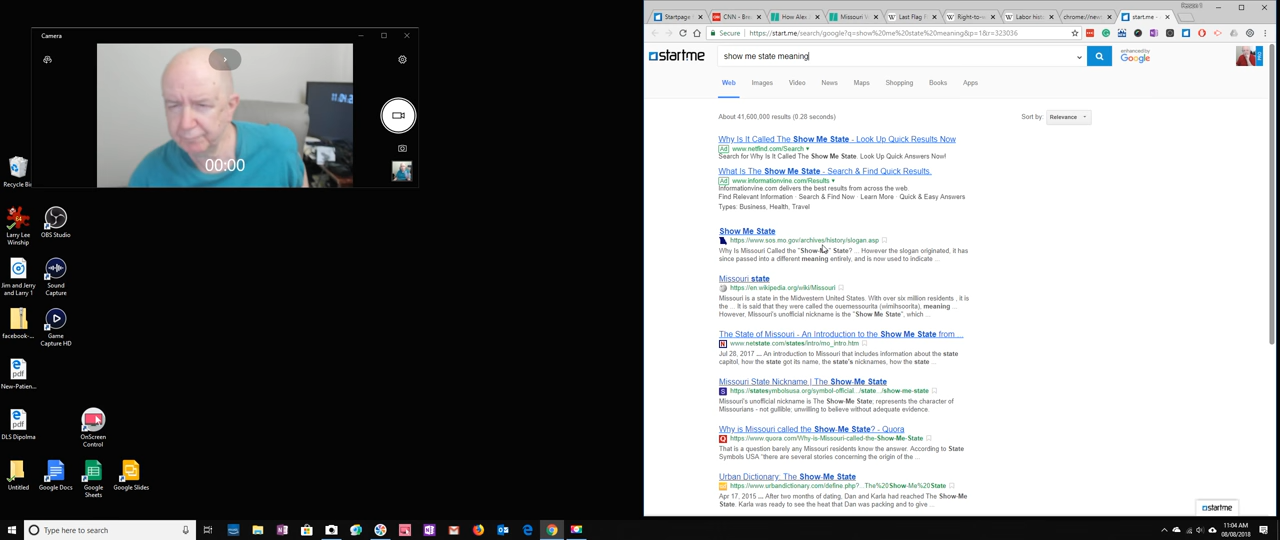 Camera
00:00
Recycle Bin
Larry Lee
Winship
OBS Studio
Jim and Jerry
and Larry 1
Sound
Capture
facebook-...
Game
Capture HD
New-Patien...
DLS Dipolma
OnScreen
Control
Untitled
Google Docs
Google
Sheets
Google Slides
Type here to search
Person 1
Startpage
CNN - Bre
How Alex
Missouri
Last Flag F
Right-to-w
Labor hist
chrome://new
start.me -
Secure
https://start.me/search/google?q=show%20me%20state%20meaning&p=1&r=323036
startme
show me state meaning
enhanced by
Google
Web
Images
Video
News
Maps
Shopping
Books
Apps
About 41,600,000 results (0.28 seconds)
Sort by:
Relevance
Why Is It Called The Show Me State - Look Up Quick Results Now
Ad www.netfind.com/Search
Search for Why Is It Called The Show Me State. Look Up Quick Answers Now!
What Is The Show Me State - Search & Find Quick Results.
Ad www.informationvine.com/Results
Informationvine.com delivers the best results from across the web.
Find Relevant Information · Search & Find Now · Learn More · Quick & Easy Answers
Types: Business, Health, Travel
Show Me State
https://www.sos.mo.gov/archives/history/slogan.asp
Why Is Missouri Called the "Show-Me" State? ... However the slogan originated, it has
since passed into a different meaning entirely, and is now used to indicate ...
Missouri state
https://en.wikipedia.org/wiki/Missouri
Missouri is a state in the Midwestern United States. With over six million residents , it is
the ... It is said that they were called the ouemessourita (wimihsoorita), meaning ...
However, Missouri's unofficial nickname is the "Show Me State", which ...
The State of Missouri - An Introduction to the Show Me State from ...
www.netstate.com/states/intro/mo_intro.htm
Jul 28, 2017 ... An introduction to Missouri that includes information about the state
capitol, how the state got its name, the state's nicknames, how the state ...
Missouri State Nickname | The Show-Me State
https://statesymbolsusa.org/symbol-official.../state.../show-me-state
Missouri's unofficial nickname is The Show-Me State; represents the character of
Missourians - not gullible; unwilling to believe without adequate evidence.
Why is Missouri called the Show-Me State? - Quora
https://www.quora.com/Why-is-Missouri-called-the-Show-Me-State
That is a question barely any Missouri residents know the answer. According to State
Symbols USA "there are several stories concerning the origin of the ...
Urban Dictionary: The Show-Me State
https://www.urbandictionary.com/define.php?...The%20Show-Me%20State
Apr 17, 2015 ... After two months of dating, Dan and Karla had reached The Show-Me
State. Karla was ready to see the heat that Dan was packing and to give ...
startme
11:04 AM
08/08/2018